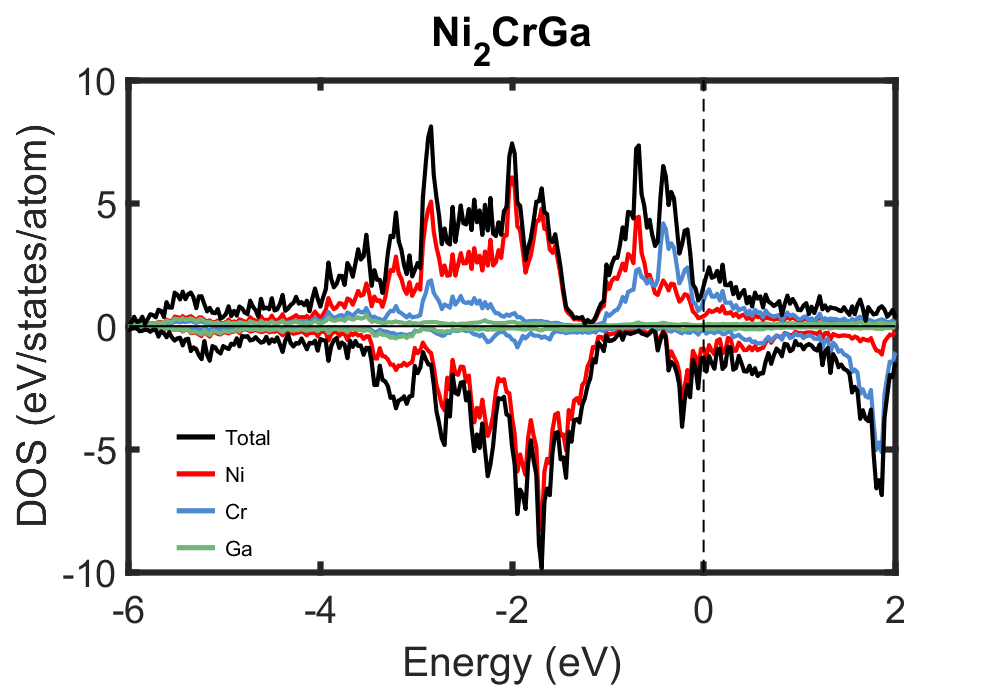 Ni2CrGa
DOS (eV/states/atom)
10
5
0
-5
-10
Total
Ni
Cr
Ga
-6 -4 -2 0 2
Energy (eV)